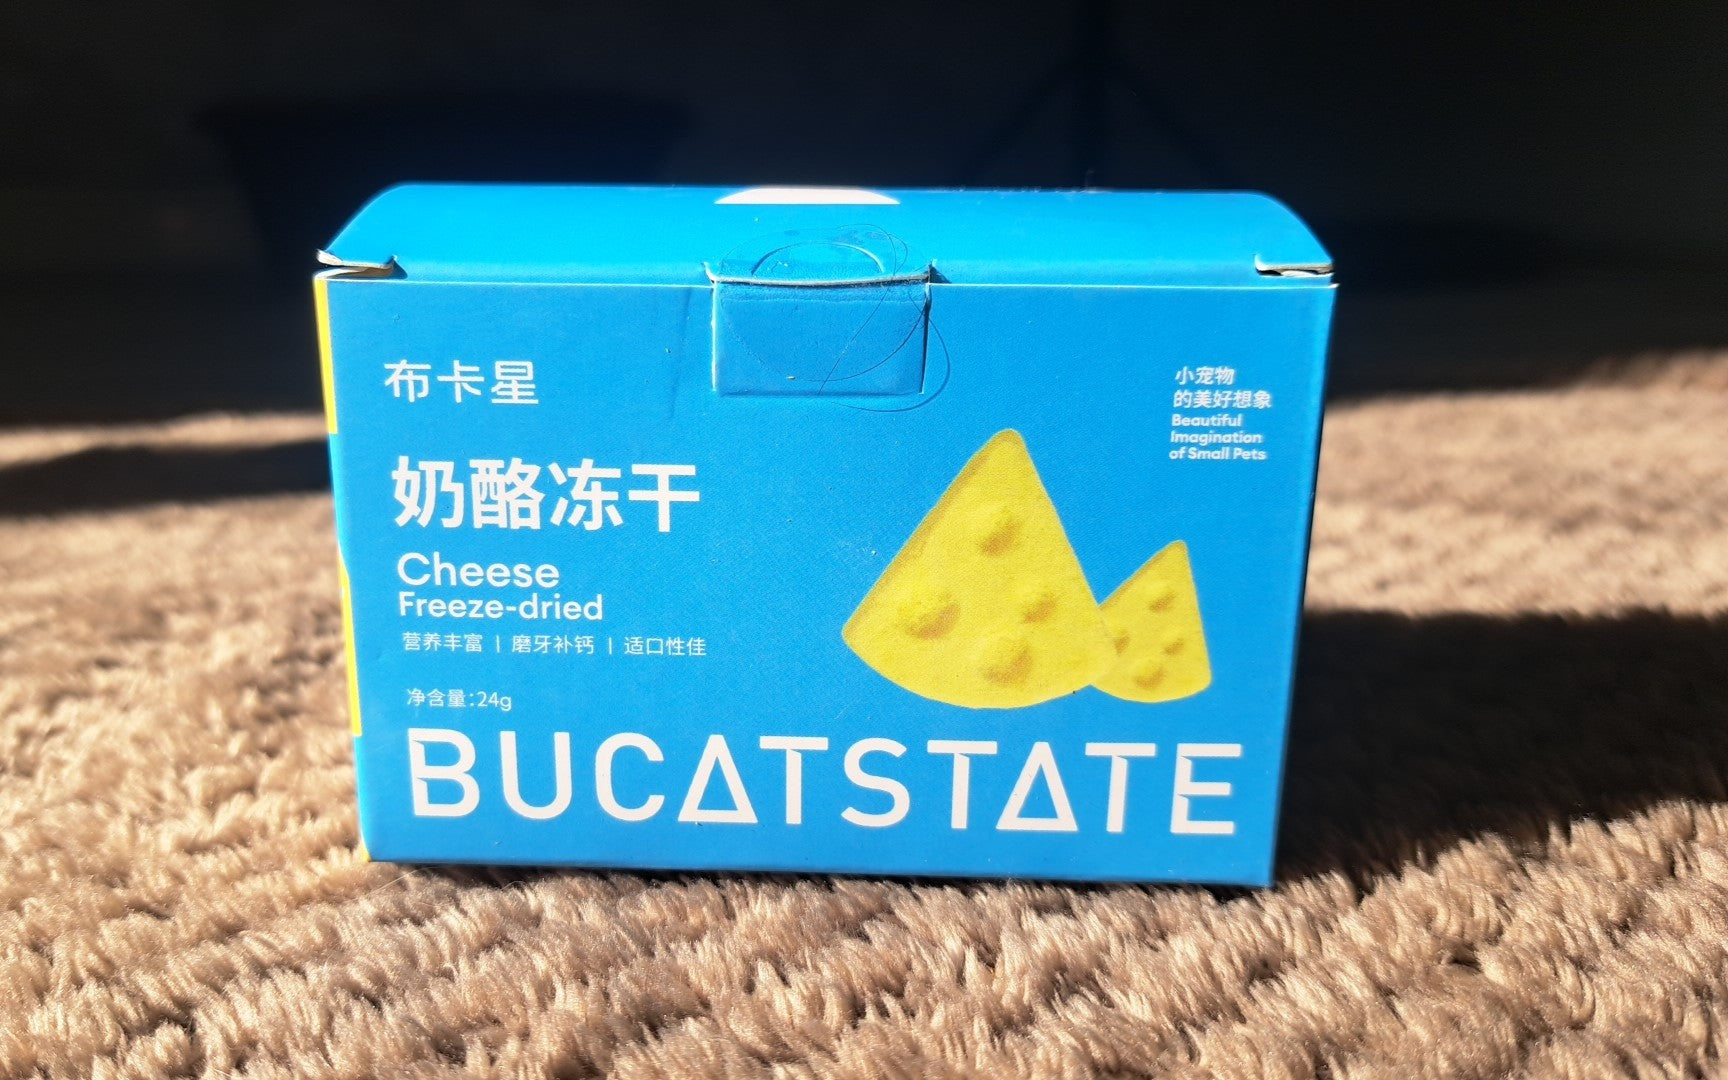 布卡星
小宠物
的美好想象
Beautiful
Imagination
of Small Pets
奶酪冻干
Cheese
Freeze-dried
营养丰富 | 磨牙补钙 | 适口性佳
净含量:24g
BUCATSTATE